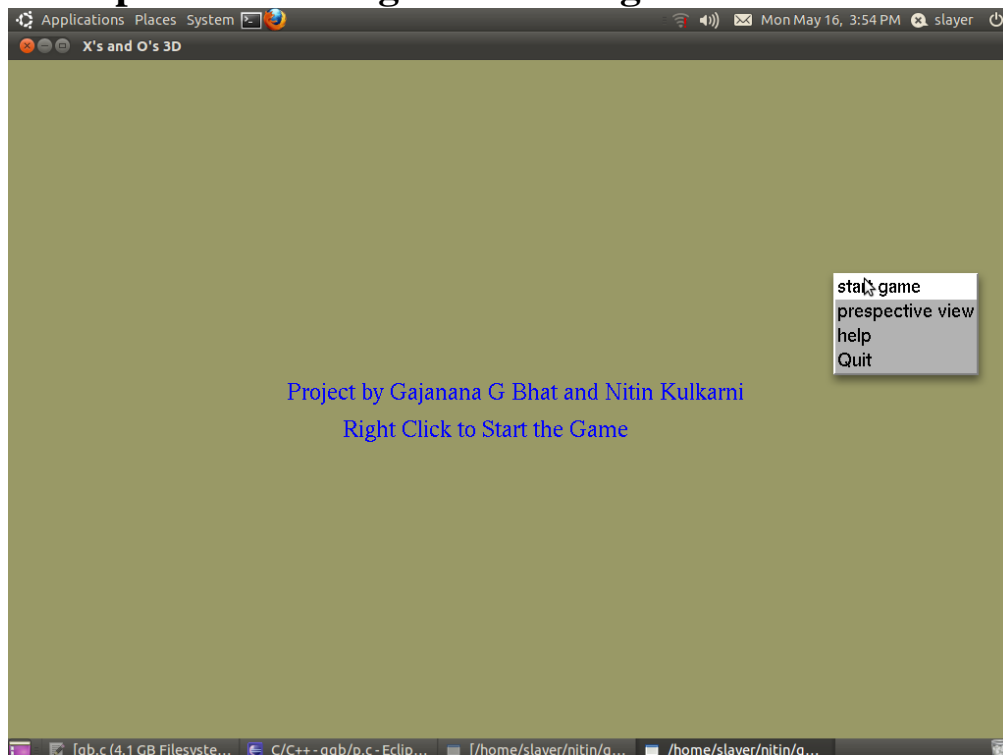 Applications Places System Mon May 16, 3:54 PM slayer
X's and O's 3D
start game
prespective view
help
Quit
Project by Gajanana G Bhat and Nitin Kulkarni
Right Click to Start the Game
[gb.c (4.1 GB Filesyste... C/C++ - ggb/p.c - Eclip... [/home/slayer/nitin/g... /home/slayer/nitin/g...